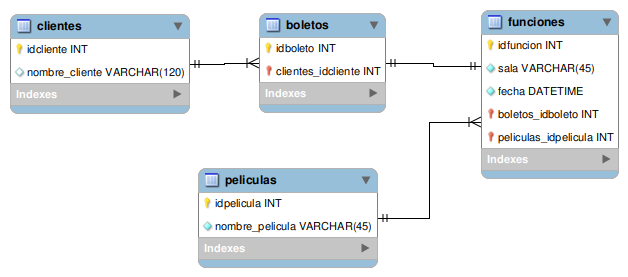 clientes
idcliente INT
nombre_cliente VARCHAR(120)
Indexes
boletos
idboleto INT
clientes_idcliente INT
Indexes
funciones
idfuncion INT
sala VARCHAR(45)
fecha DATETIME
boletos_idboleto INT
peliculas_idpelicula INT
Indexes
peliculas
idpelicula INT
nombre_pelicula VARCHAR(45)
Indexes